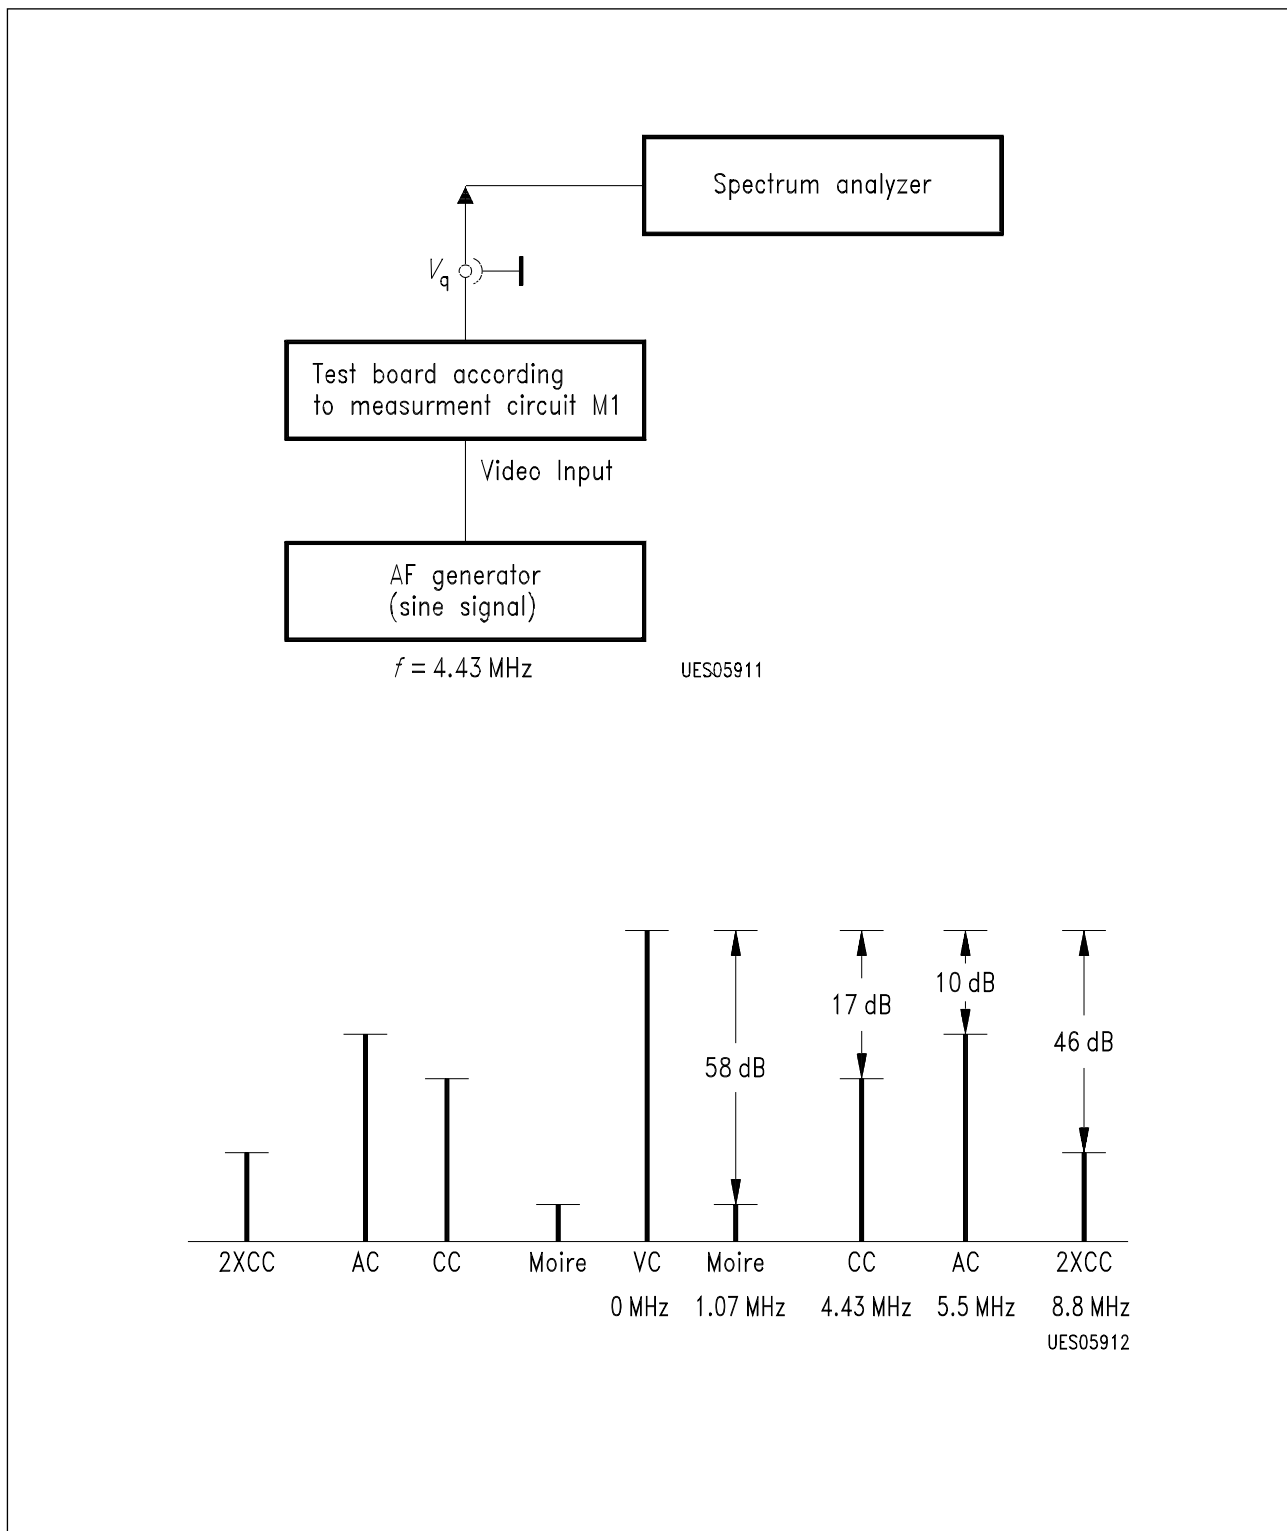 Spectrum analyzer
Vq
Test board according
to measurment circuit M1
Video Input
AF generator
(sine signal)
f = 4.43 MHz
UES05911
10 dB
17 dB
46 dB
58 dB
2XCC AC CC Moire VC Moire CC AC 2XCC
0 MHz 1.07 MHz 4.43 MHz 5.5 MHz 8.8 MHz
UES05912